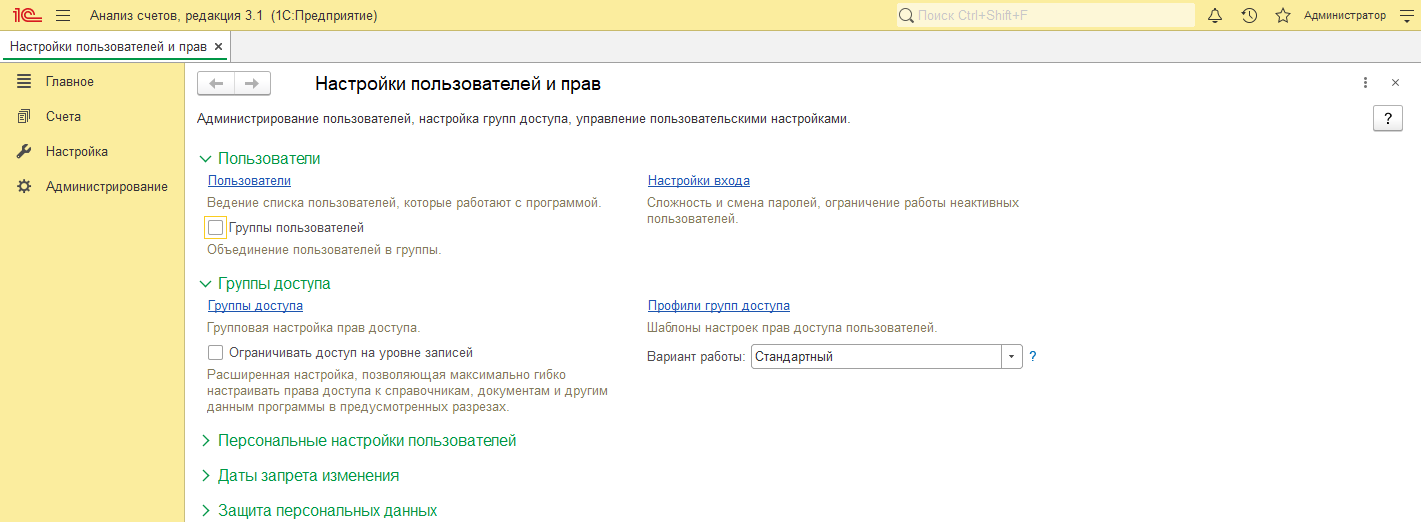 1С Анализ счетов, редакция 3.1 (1С:Предприятие) Поиск Ctrl+Shift+F Администратор
Настройки пользователей и прав ×
Главное
Счета
Настройка
Администрирование
Настройки пользователей и прав
Администрирование пользователей, настройка групп доступа, управление пользовательскими настройками. ?
Пользователи
Пользователи
Ведение списка пользователей, которые работают с программой.
Группы пользователей
Объединение пользователей в группы.
Настройки входа
Сложность и смена паролей, ограничение работы неактивных
пользователей.
Группы доступа
Группы доступа
Групповая настройка прав доступа.
Ограничивать доступ на уровне записей
Расширенная настройка, позволяющая максимально гибко
настраивать права доступа к справочникам, документам и другим
данным программы в предусмотренных разрезах.
Профили групп доступа
Шаблоны настроек прав доступа пользователей.
Вариант работы: Стандартный ?
Персональные настройки пользователей
Даты запрета изменения
Защита персональных данных